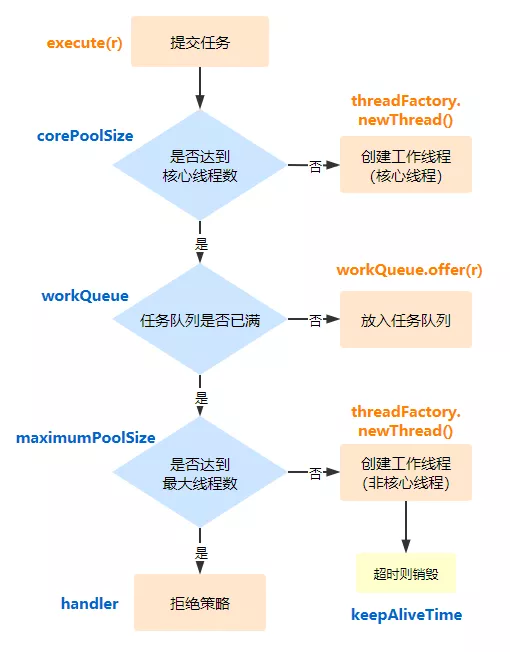 execute(r)
提交任务
corePoolSize
是否达到
核心线程数
否
threadFactory.
newThread()
创建工作线程
(核心线程)
是
workQueue
任务队列是否已满
否
workQueue.offer(r)
放入任务队列
是
maximumPoolSize
是否达到
最大线程数
否
threadFactory.
newThread()
创建工作线程
(非核心线程)
是
超时则销毁
keepAliveTime
handler
拒绝策略